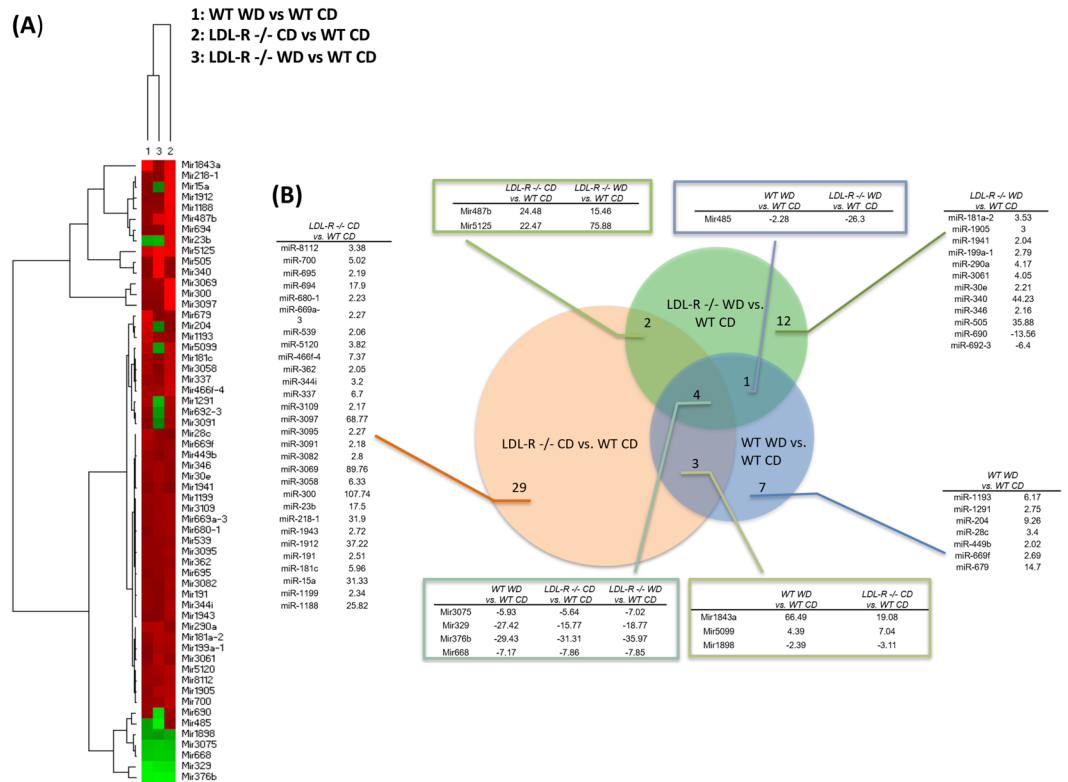 (A)
1: WT WD vs WT CD
2: LDL-R -/- CD vs WT CD
3: LDL-R -/- WD vs WT CD
1 3 2
Mir1843a
Mir218-1
Mir15a
Mir1912
Mir1188
Mir487b
Mir694
Mir23b
Mir5125
Mir505
Mir340
Mir3069
Mir300
Mir3097
Mir679
Mir204
Mir1193
Mir5099
Mir181c
Mir3058
Mir337
Mir466f-4
Mir1291
Mir692-3
Mir3091
Mir28c
Mir669f
Mir449b
Mir346
Mir30e
Mir1941
Mir1199
Mir3109
Mir669a-3
Mir680-1
Mir539
Mir3095
Mir362
Mir695
Mir3082
Mir191
Mir344i
Mir1943
Mir290a
Mir181a-2
Mir199a-1
Mir3061
Mir5120
Mir8112
Mir1905
Mir700
Mir690
Mir485
Mir1898
Mir3075
Mir668
Mir329
Mir376b
(B)
LDL-R -/- CD
vs. WT CD
miR-8112 3.38
miR-700 5.02
miR-695 2.19
miR-694 17.9
miR-680-1 2.23
miR-669a-
3 2.27
miR-539 2.06
miR-5120 3.82
miR-466f-4 7.37
miR-362 2.05
miR-344i 3.2
miR-337 6.7
miR-3109 2.17
miR-3097 68.77
miR-3095 2.27
miR-3091 2.18
miR-3082 2.8
miR-3069 89.76
miR-3058 6.33
miR-300 107.74
miR-23b 17.5
miR-218-1 31.9
miR-1943 2.72
miR-1912 37.22
miR-191 2.51
miR-181c 5.96
miR-15a 31.33
miR-1199 2.34
miR-1188 25.82
LDL-R -/- CD LDL-R -/- WD
vs. WT CD vs. WT CD
Mir487b 24.48 15.46
Mir5125 22.47 75.88
WT WD LDL-R -/- WD
vs. WT CD vs. WT CD
Mir485 -2.28 -26.3
LDL-R -/- WD
vs. WT CD
miR-181a-2 3.53
miR-1905 3
miR-1941 2.04
miR-199a-1 2.79
miR-290a 4.17
miR-3061 4.05
miR-30e 2.21
miR-340 44.23
miR-346 2.16
miR-505 35.88
miR-690 -13.56
miR-692-3 -6.4
LDL-R -/- WD vs.
WT CD
2
12
1
4
LDL-R -/- CD vs. WT CD
WT WD vs.
WT CD
3
29
7
WT WD
vs. WT CD
miR-1193 6.17
miR-1291 2.75
miR-204 9.26
miR-28c 3.4
miR-449b 2.02
miR-669f 2.69
miR-679 14.7
WT WD LDL-R -/- CD LDL-R -/- WD
vs. WT CD vs. WT CD vs. WT CD
Mir3075 -5.93 -5.64 -7.02
Mir329 -27.42 -15.77 -18.77
Mir376b -29.43 -31.31 -35.97
Mir668 -7.17 -7.86 -7.85
WT WD LDL-R -/- CD
vs. WT CD vs. WT CD
Mir1843a 66.49 19.08
Mir5099 4.39 7.04
Mir1898 -2.39 -3.11